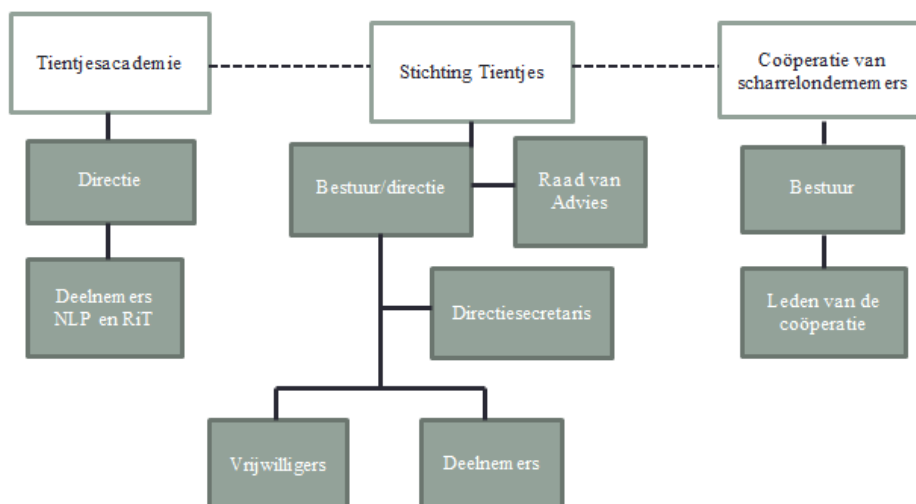 Tientjesacademie
Stichting Tientjes
Coöperatie van
scharrelondernemers
Directie
Bestuur/directie
Raad van
Advies
Bestuur
Deelnemers
NLP en RiT
Directiesecretaris
Leden van de
coöperatie
Vrijwilligers
Deelnemers